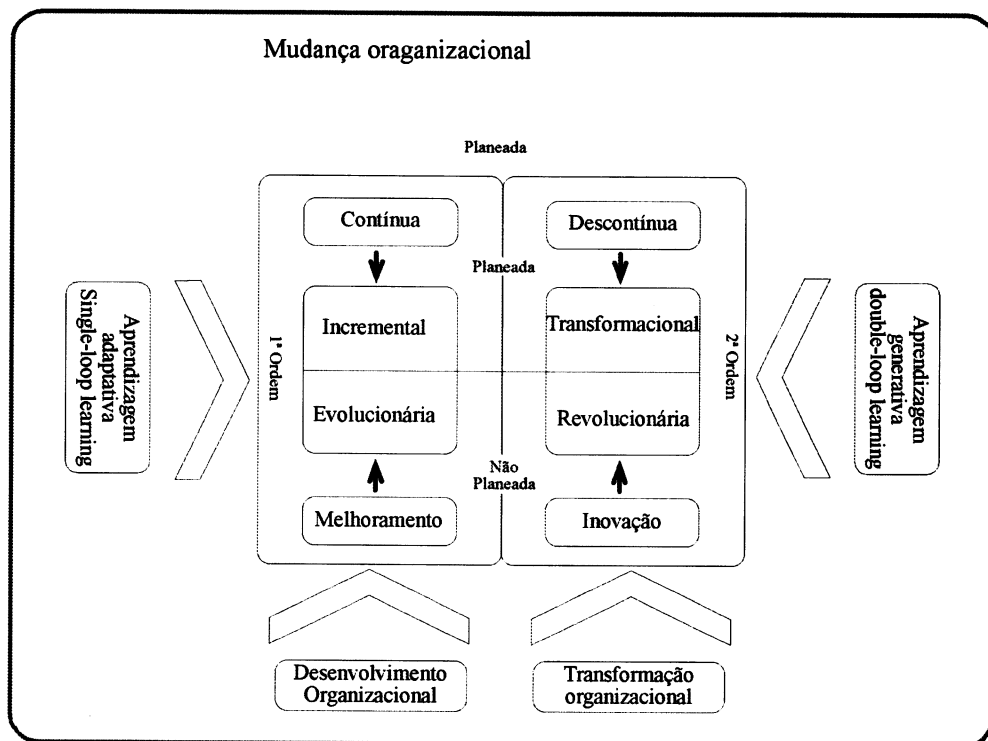 Mudança oraganizacional
Planeada
Contínua
Descontínua
Planeada
Incremental
Transformacional
Evolucionária
Revolucionária
Não
Planeada
Melhoramento
Inovação
1ª Ordem
2ª Ordem
Aprendizagem
adaptativa
Single-loop learning
Aprendizagem
generativa
double-loop learning
Desenvolvimento
Organizacional
Transformação
organizacional